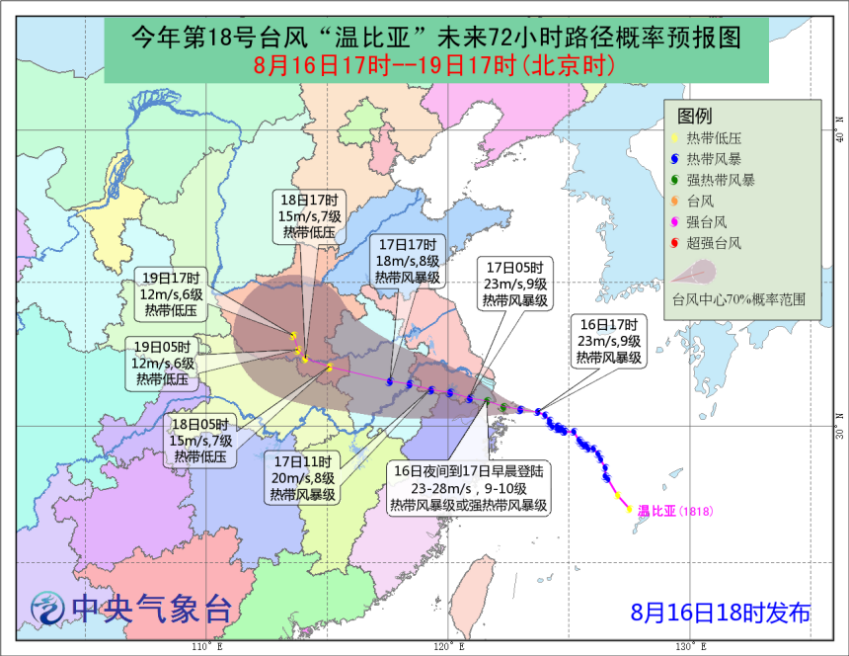 今年第18号台风“温比亚”未来72小时路径概率预报图
8月16日17时--19日17时(北京时)
图例
热带低压
热带风暴
强热带风暴
台风
强台风
超强台风
台风中心70%概率范围
40° N
30° N
18日17时
15m/s,7级
热带低压
17日17时
18m/s,8级
热带风暴级
17日05时
23m/s,9级
热带风暴级
16日17时
23m/s,9级
热带风暴级
19日17时
12m/s,6级
热带低压
19日05时
12m/s,6级
热带低压
18日05时
15m/s,7级
热带低压
17日11时
20m/s,8级
热带风暴级
16日夜间到17日早晨登陆
23-28m/s，9-10级
热带风暴级或强热带风暴级
温比亚(1818)
中央气象台
8月16日18时发布
110° E
120° E
130° E